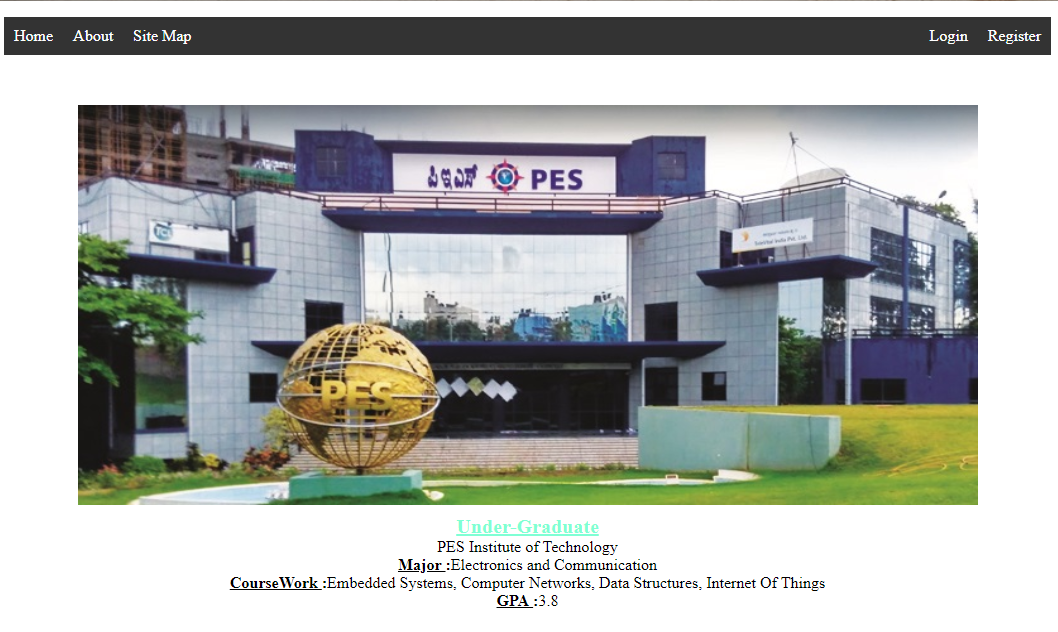 Home About Site Map Login Register
ಪಿಇಎಸ್ PES
PES
Under-Graduate
PES Institute of Technology
Major :Electronics and Communication
CourseWork :Embedded Systems, Computer Networks, Data Structures, Internet Of Things
GPA :3.8